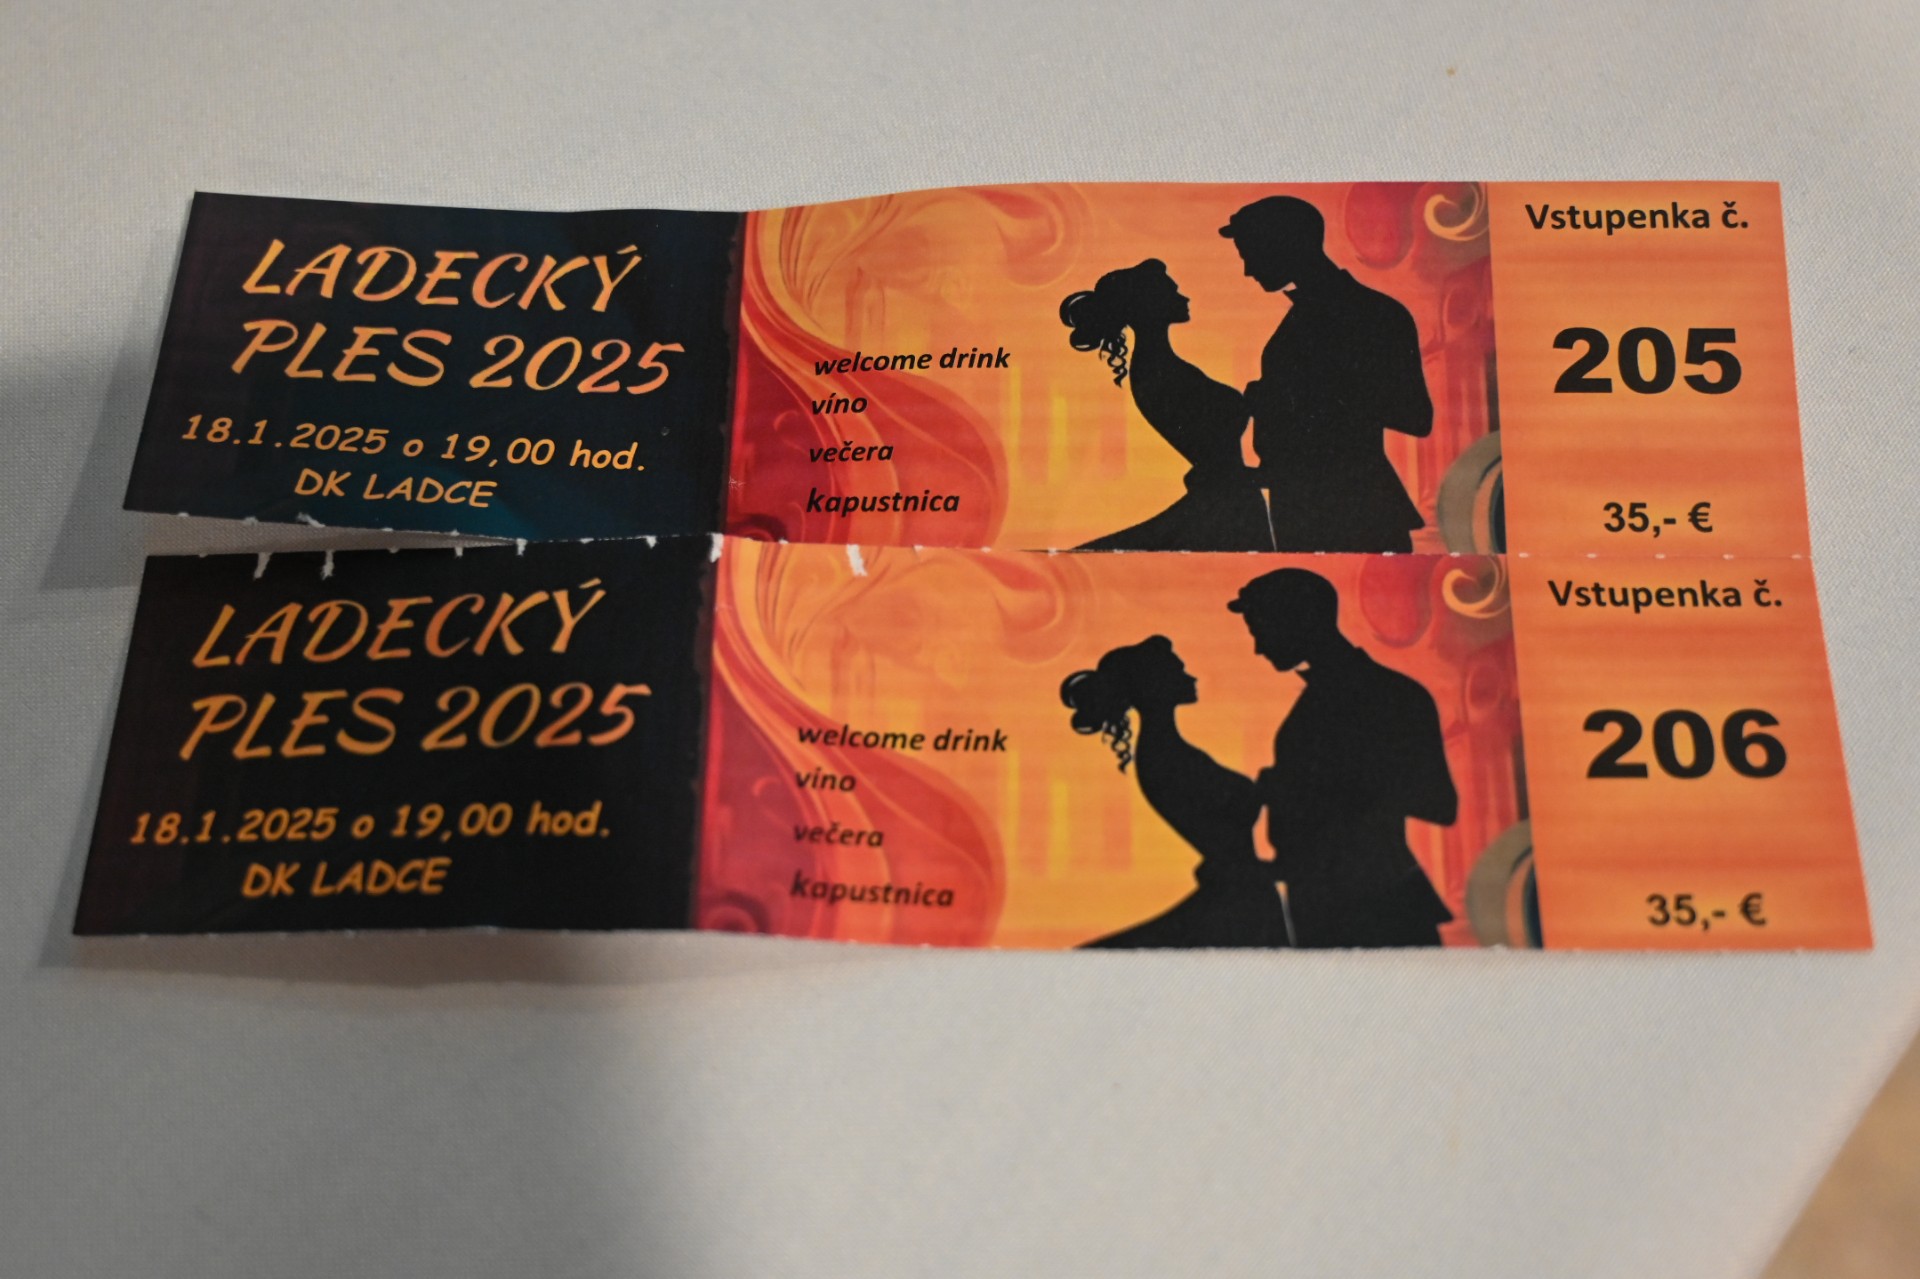 LADECKÝ
PLES 2025
18.1.2025 o 19,00 hod.
DK LADCE
welcome drink
víno
večera
kapustnica
Vstupenka č.
205
35,- €
LADECKÝ
PLES 2025
18.1.2025 o 19,00 hod.
DK LADCE
welcome drink
víno
večera
kapustnica
Vstupenka č.
206
35,- €